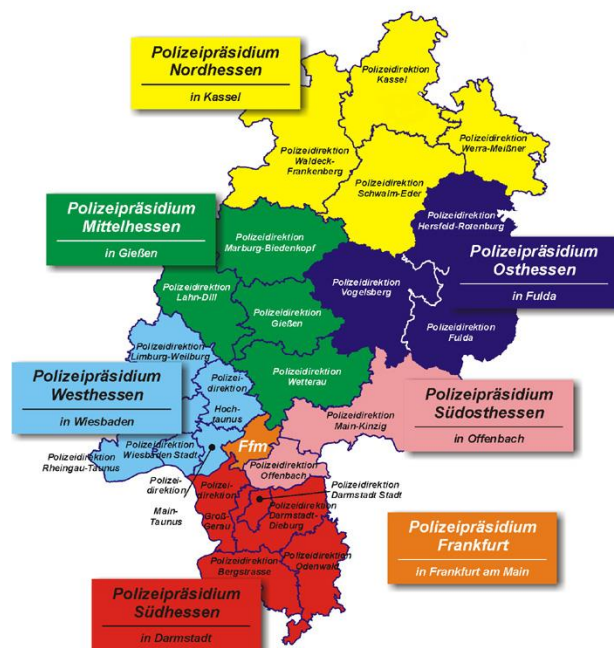 Polizeipräsidium
Nordhessen
in Kassel
Polizeidirektion
Kassel
Polizeidirektion
Werra-Meißner
Polizeidirektion
Waldeck-
Frankenberg
Polizeidirektion
Schwalm-Eder
Polizeipräsidium
Mittelhessen
in Gießen
Polizeidirektion
Marburg-Biedenkopf
Polizeidirektion
Hersfeld-Rotenburg
Polizeipräsidium
Osthessen
in Fulda
Polizeidirektion
Lahn-Dill
Polizeidirektion
Gießen
Polizeidirektion
Vogelsberg
Polizeidirektion
Fulda
Polizeidirektion
Limburg-Weilburg
Polizeidirektion
Wetterau
Polizeipräsidium
Westhessen
in Wiesbaden
Polizei-
direktion
Hoch-
taunus
Polizeidirektion
Main-Kinzig
Polizeipräsidium
Südosthessen
in Offenbach
Polizeidirektion
Rheingau-Taunus
Polizeidirektion
Wiesbaden Stadt
Ffm
Polizeidirektion
Offenbach
Polizei-
direktion
Main-
Taunus
Polizei-
direktion
Groß-
Gerau
Polizeidirektion
Darmstadt Stadt
Polizeidirektion
Darmstadt-
Dieburg
Polizeipräsidium
Frankfurt
in Frankfurt am Main
Polizeidirektion
Bergstrasse
Polizeidirektion
Odenwald
Polizeipräsidium
Südhessen
in Darmstadt